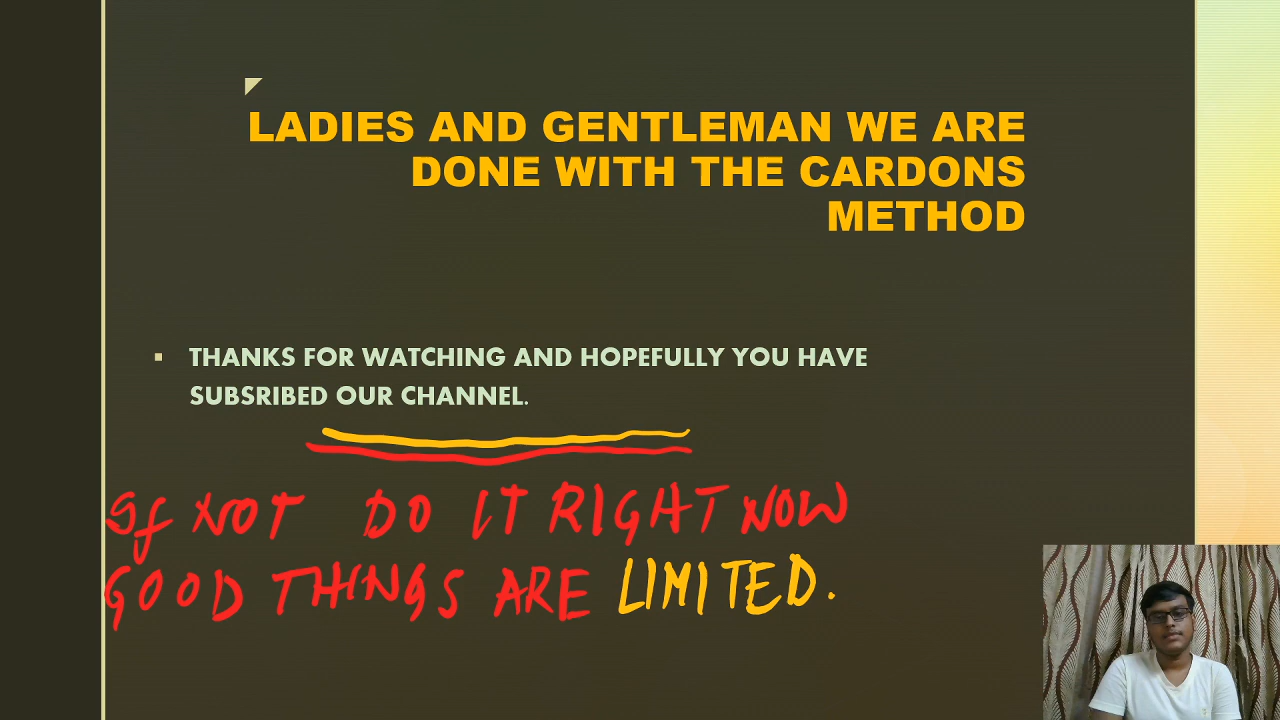 LADIES AND GENTLEMAN WE ARE
DONE WITH THE CARDONS
METHOD
THANKS FOR WATCHING AND HOPEFULLY YOU HAVE
SUBSRIBED OUR CHANNEL.
If NOT DO IT RIGHT NOW
GOOD THINGS ARE LIMITED.